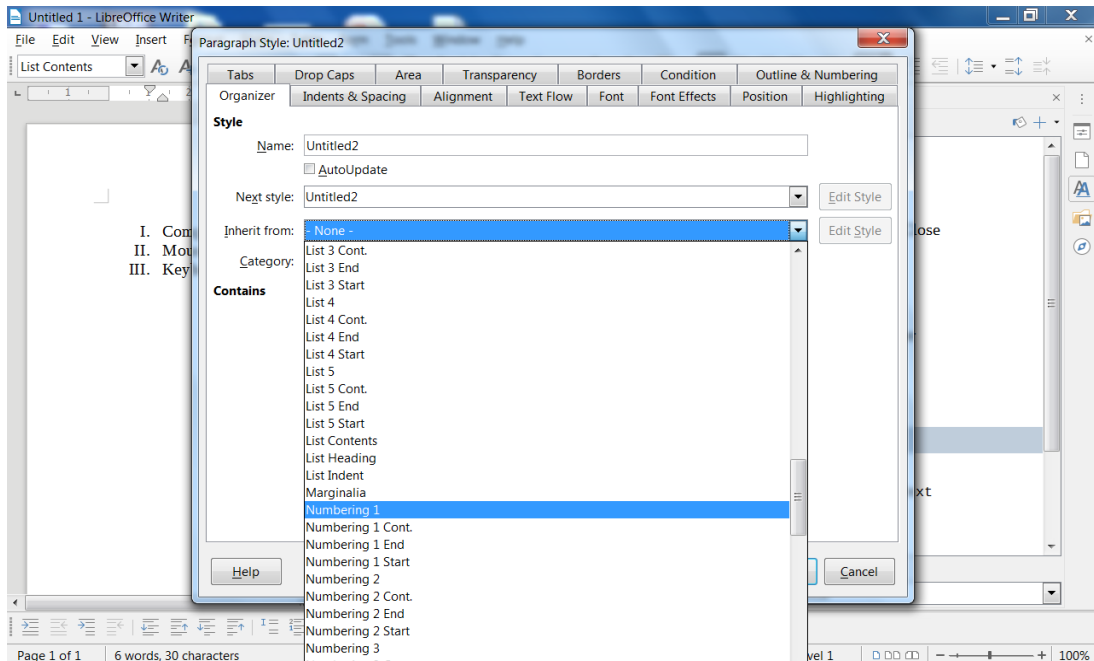 Untitled 1 - LibreOffice Writer
File Edit View Insert
Paragraph Style: Untitled2
List Contents
Tabs Drop Caps Area Transparency Borders Condition Outline & Numbering
Organizer Indents & Spacing Alignment Text Flow Font Font Effects Position Highlighting
1
Style
Name: Untitled2
AutoUpdate
Next style: Untitled2 Edit Style
I. Inherit from: - None - Edit Style
II. Category:
III. Contains
List 3 Cont.
List 3 End
List 3 Start
List 4
List 4 Cont.
List 4 End
List 4 Start
List 5
List 5 Cont.
List 5 End
List 5 Start
List Contents
List Heading
List Indent
Marginalia
Numbering 1
Numbering 1 Cont.
Numbering 1 End
Numbering 1 Start
Numbering 2
Numbering 2 Cont.
Numbering 2 End
Numbering 2 Start
Numbering 3
Help Cancel
Page 1 of 1 6 words, 30 characters 100%